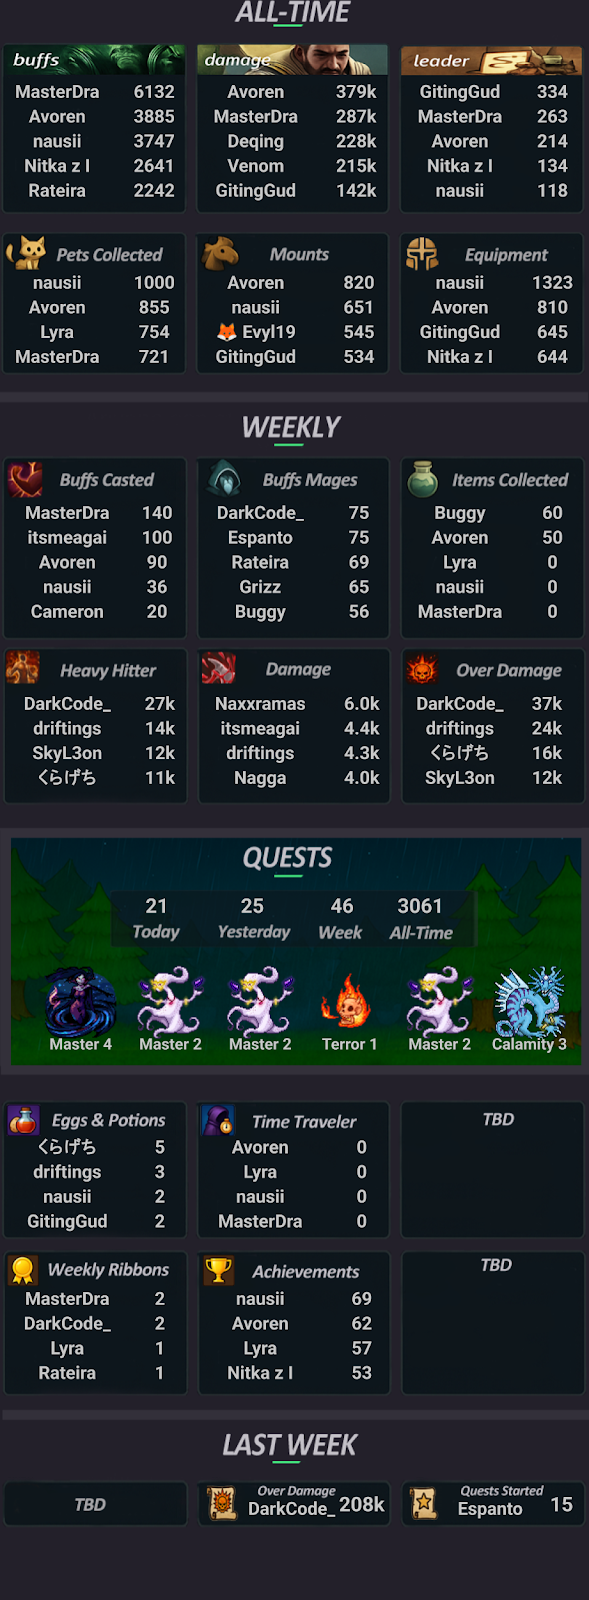 ALL-TIME
buffs
MasterDra 6132
Avoren 3885
nausii 3747
Nitka z l 2641
Rateira 2242
damage
Avoren 379k
MasterDra 287k
Deqing 228k
Venom 215k
GitingGud 142k
leader
GitingGud 334
MasterDra 263
Avoren 214
Nitka z l 134
nausii 118
Pets Collected
nausii 1000
Avoren 855
Lyra 754
MasterDra 721
Mounts
Avoren 820
nausii 651
🦊 Evyl19 545
GitingGud 534
Equipment
nausii 1323
Avoren 810
GitingGud 645
Nitka z l 644
WEEKLY
Buffs Casted
MasterDra 140
itsmeagai 100
Avoren 90
nausii 36
Cameron 20
Buffs Mages
DarkCode_ 75
Espanto 75
Rateira 69
Grizz 65
Buggy 56
Items Collected
Buggy 60
Avoren 50
Lyra 0
nausii 0
MasterDra 0
Heavy Hitter
DarkCode_ 27k
driftings 14k
SkyL3on 12k
くらげち 11k
Damage
Naxxramas 6.0k
itsmeagai 4.4k
driftings 4.3k
Nagga 4.0k
Over Damage
DarkCode_ 37k
driftings 24k
くらげち 16k
SkyL3on 12k
QUESTS
21 25 46 3061
Today Yesterday Week All-Time
Master 4 Master 2 Master 2 Terror 1 Master 2 Calamity 3
Eggs & Potions
くらげち 5
driftings 3
nausii 2
GitingGud 2
Time Traveler
Avoren 0
Lyra 0
nausii 0
MasterDra 0
TBD
Weekly Ribbons
MasterDra 2
DarkCode_ 2
Lyra 1
Rateira 1
Achievements
nausii 69
Avoren 62
Lyra 57
Nitka z l 53
TBD
LAST WEEK
TBD
Over Damage
DarkCode_ 208k
Quests Started
Espanto 15